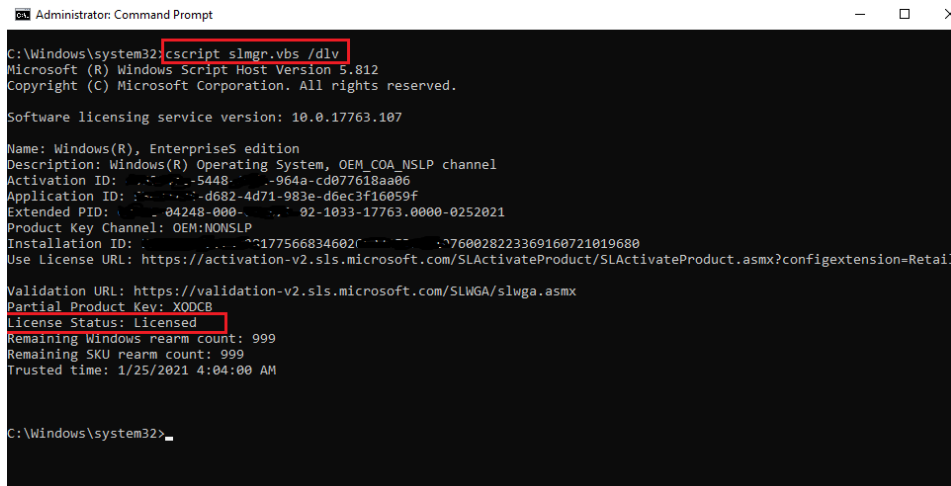 Administrator: Command Prompt
C:\Windows\system32>cscript slmgr.vbs /dlv
Microsoft (R) Windows Script Host Version 5.812
Copyright (C) Microsoft Corporation. All rights reserved.
Software licensing service version: 10.0.17763.107
Name: Windows(R), EnterpriseS edition
Description: Windows(R) Operating System, OEM_COA_NSLP channel
Activation ID: -5448- -964a-cd077618aa06
Application ID: -d682-4d71-983e-d6ec3f16059f
Extended PID: 04248-000- 02-1033-17763.0000-0252021
Product Key Channel: OEM:NONSLP
Installation ID: 76002822336916072101968​0
Use License URL: https://activation-v2.sls.microsoft.com/SLActivateProduct/SLActivateProduct.asmx?configextension=Retail
Validation URL: https://validation-v2.sls.microsoft.com/SLWGA/slwga.asmx
Partial Product Key: XQDCB
License Status: Licensed
Remaining Windows rearm count: 999
Remaining SKU rearm count: 999
Trusted time: 1/25/2021 4:04:00 AM
C:\Windows\system32>